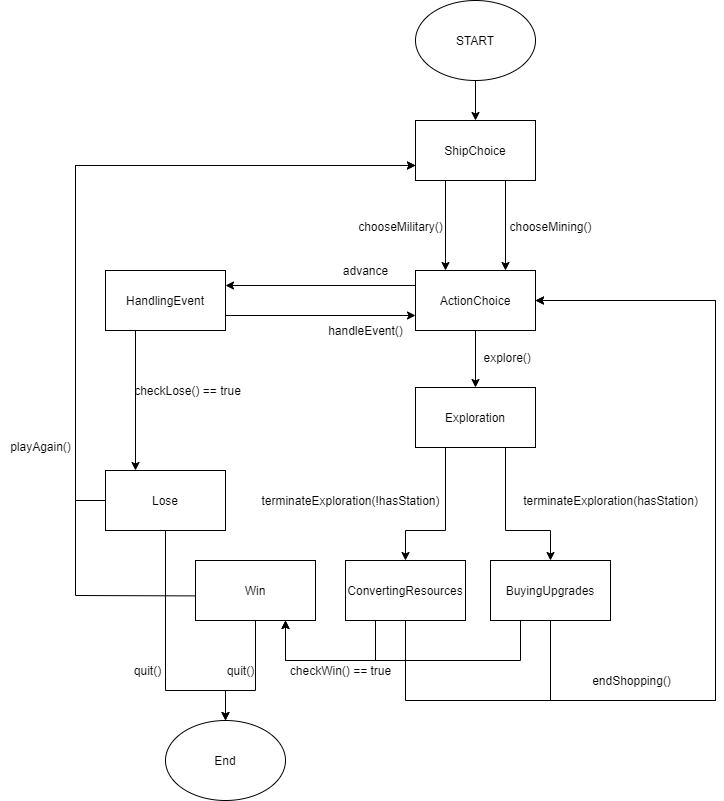 START
ShipChoice
chooseMilitary()
chooseMining()
advance
HandlingEvent
ActionChoice
handleEvent()
explore()
checkLose() == true
Exploration
playAgain()
Lose
terminateExploration(!hasStation)
terminateExploration(hasStation)
Win
ConvertingResources
BuyingUpgrades
quit()
quit()
checkWin() == true
endShopping()
End